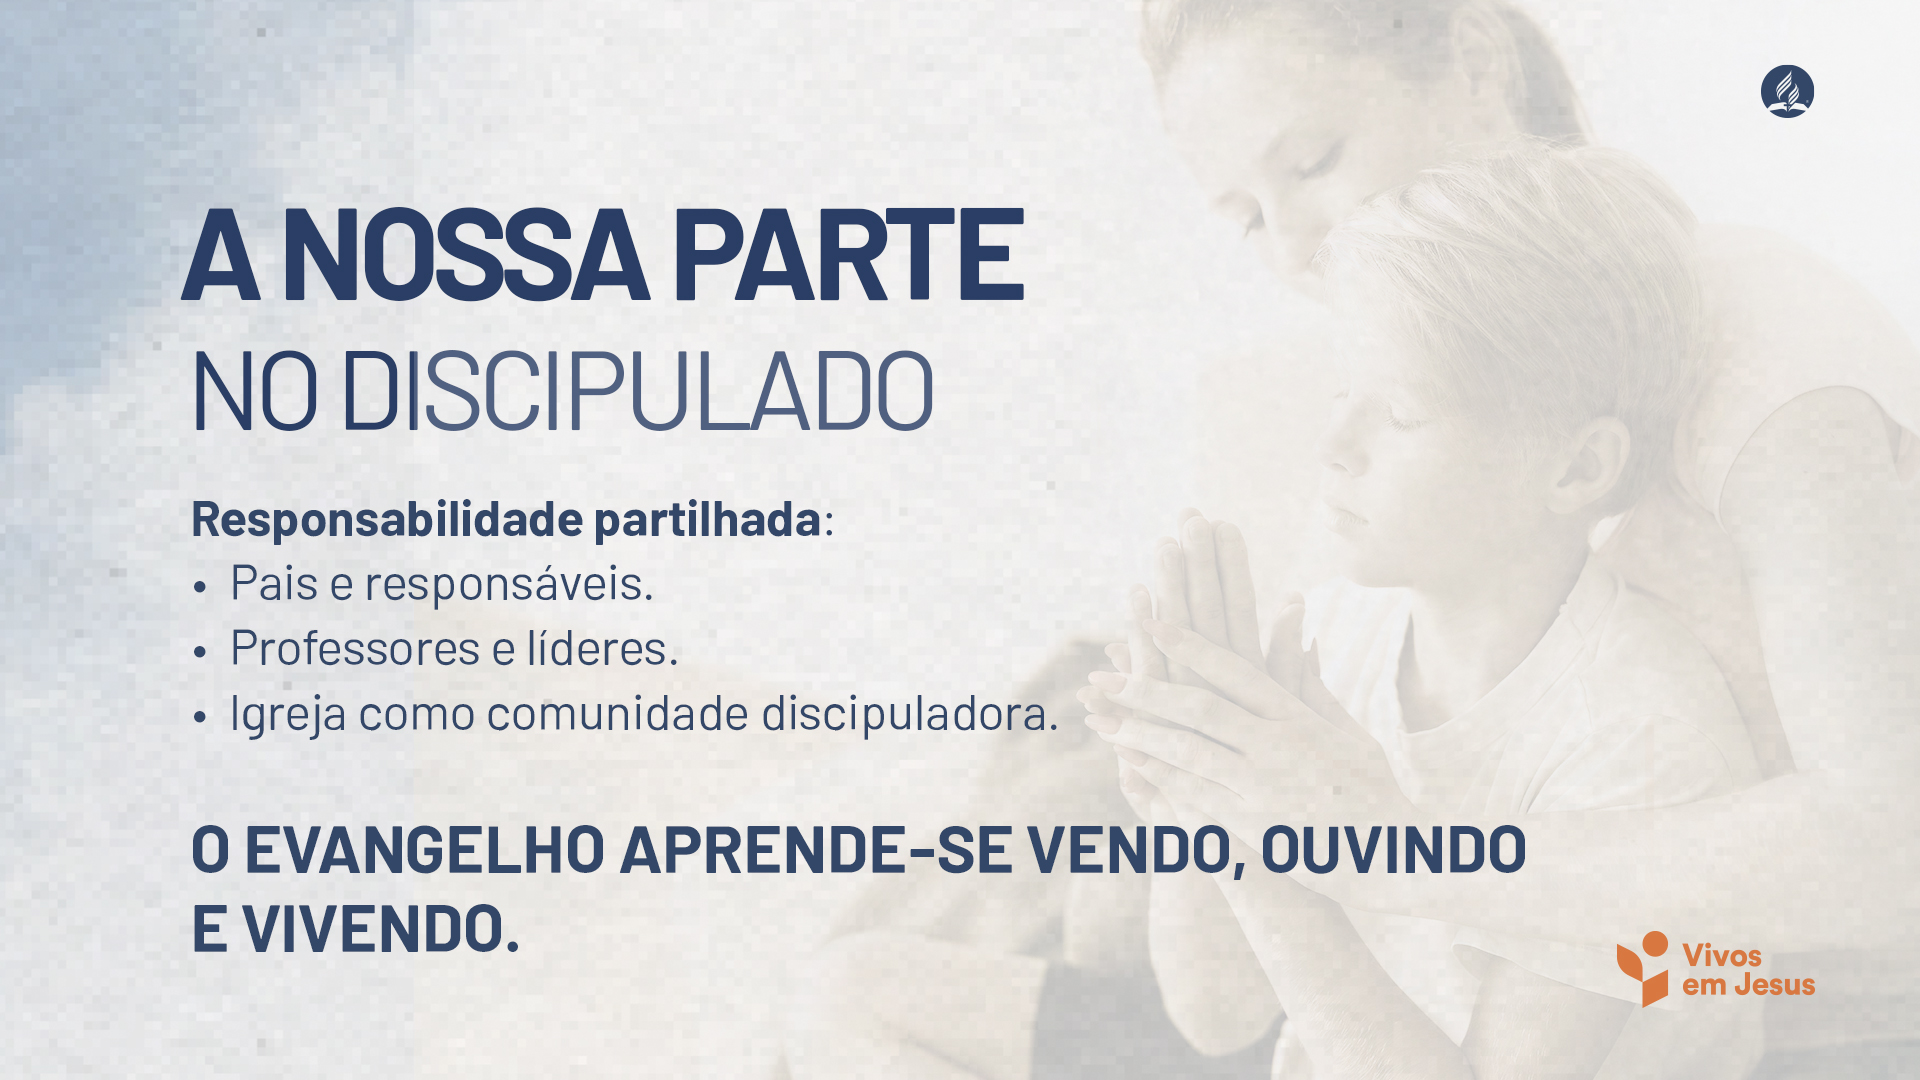 A NOSSA PARTE
NO DISCIPULADO
Responsabilidade partilhada:
• Pais e responsáveis.
• Professores e líderes.
• Igreja como comunidade discipuladora.
O EVANGELHO APRENDE-SE VENDO, OUVINDO
E VIVENDO.
Vivos
em Jesus